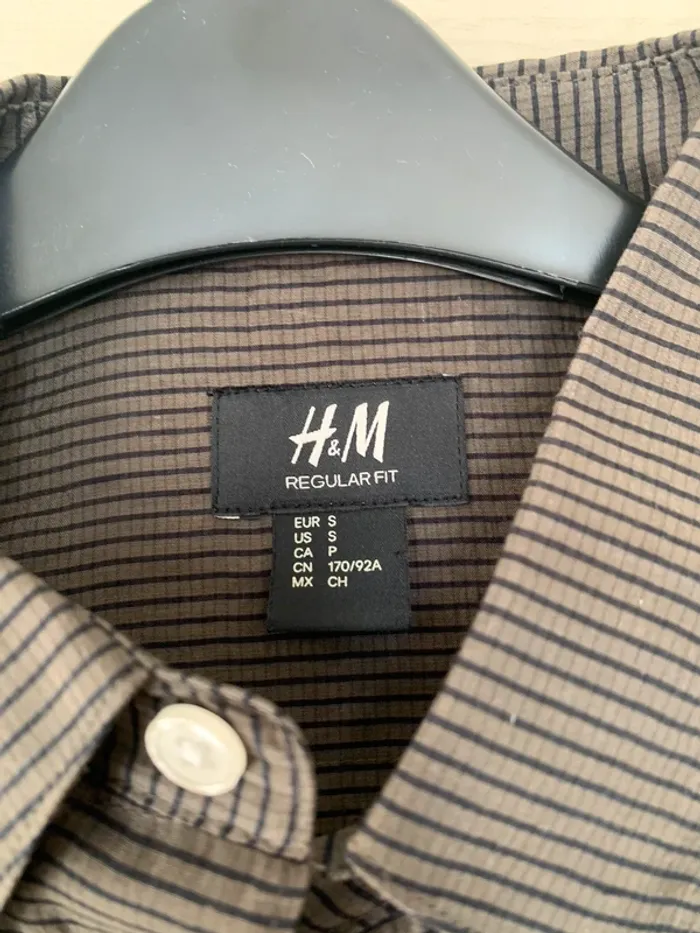 H&M
REGULAR FIT
EUR S
US S
CA P
CN 170/92A
MX CH